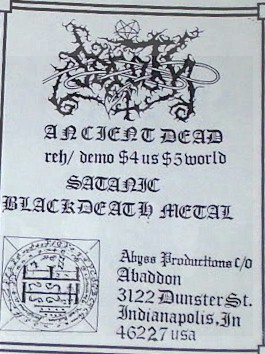 ANCIENT DEAD
reh/ demo $4 us $5 world
SATANIC
BLACKDEATH METAL
Abyss Productions c/o
Abaddon
3122 Dunster St.
Indianapolis.In
46227 usa